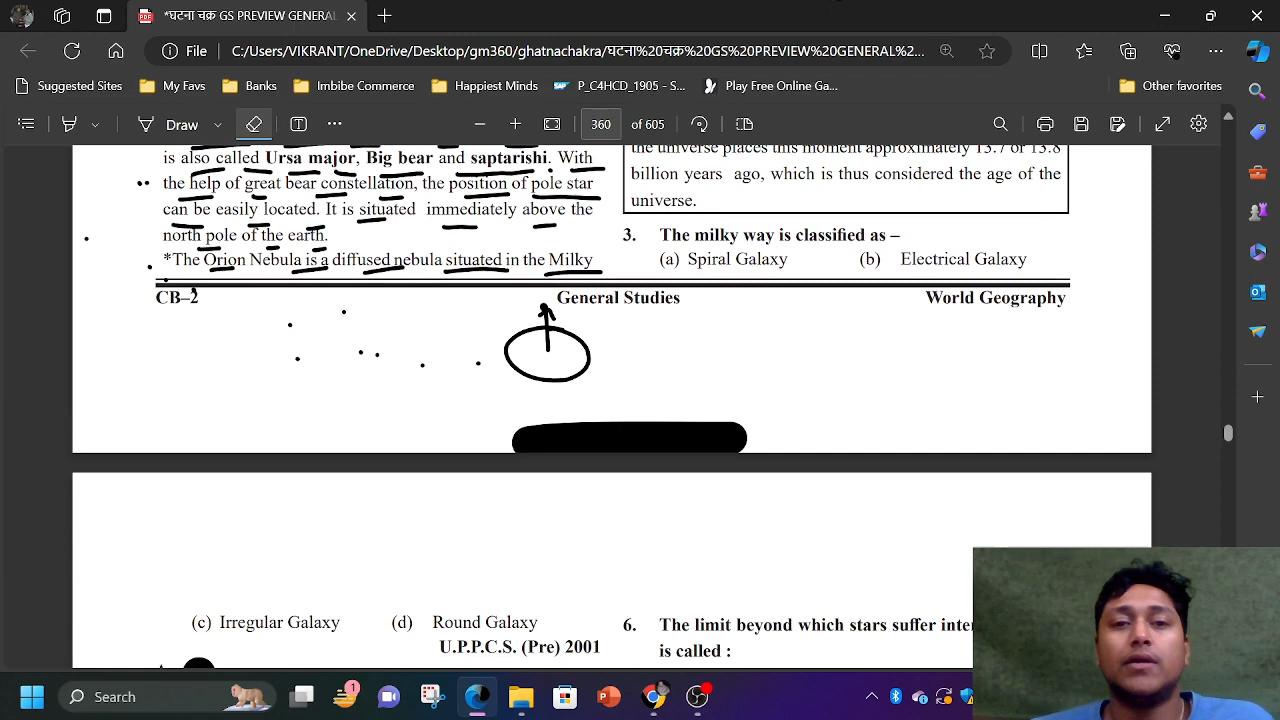 *घटना चक्र GS PREVIEW GENERAL
File
C:/Users/VIKRANT/OneDrive/Desktop/gm360/ghatnachakra/घटना%20चक्र%20GS%20PREVIEW%20GENERAL%2...
Suggested Sites
My Favs
Banks
Imbibe Commerce
Happiest Minds
P_C4HCD_1905 - S...
Play Free Online Ga...
Other favorites
Draw
360
of 605
is also called Ursa major, Big bear and saptarishi. With
the help of great bear constellation, the position of pole star
can be easily located. It is situated immediately above the
north pole of the earth.
*The Orion Nebula is a diffused nebula situated in the Milky
the universe places this moment approximately 13.7 or 13.8
billion years ago, which is thus considered the age of the
universe.
3. The milky way is classified as –
(a) Spiral Galaxy (b) Electrical Galaxy
CB–2 General Studies World Geography
(c) Irregular Galaxy (d) Round Galaxy
U.P.P.C.S. (Pre) 2001
6. The limit beyond which stars suffer inter
is called :
Search
1